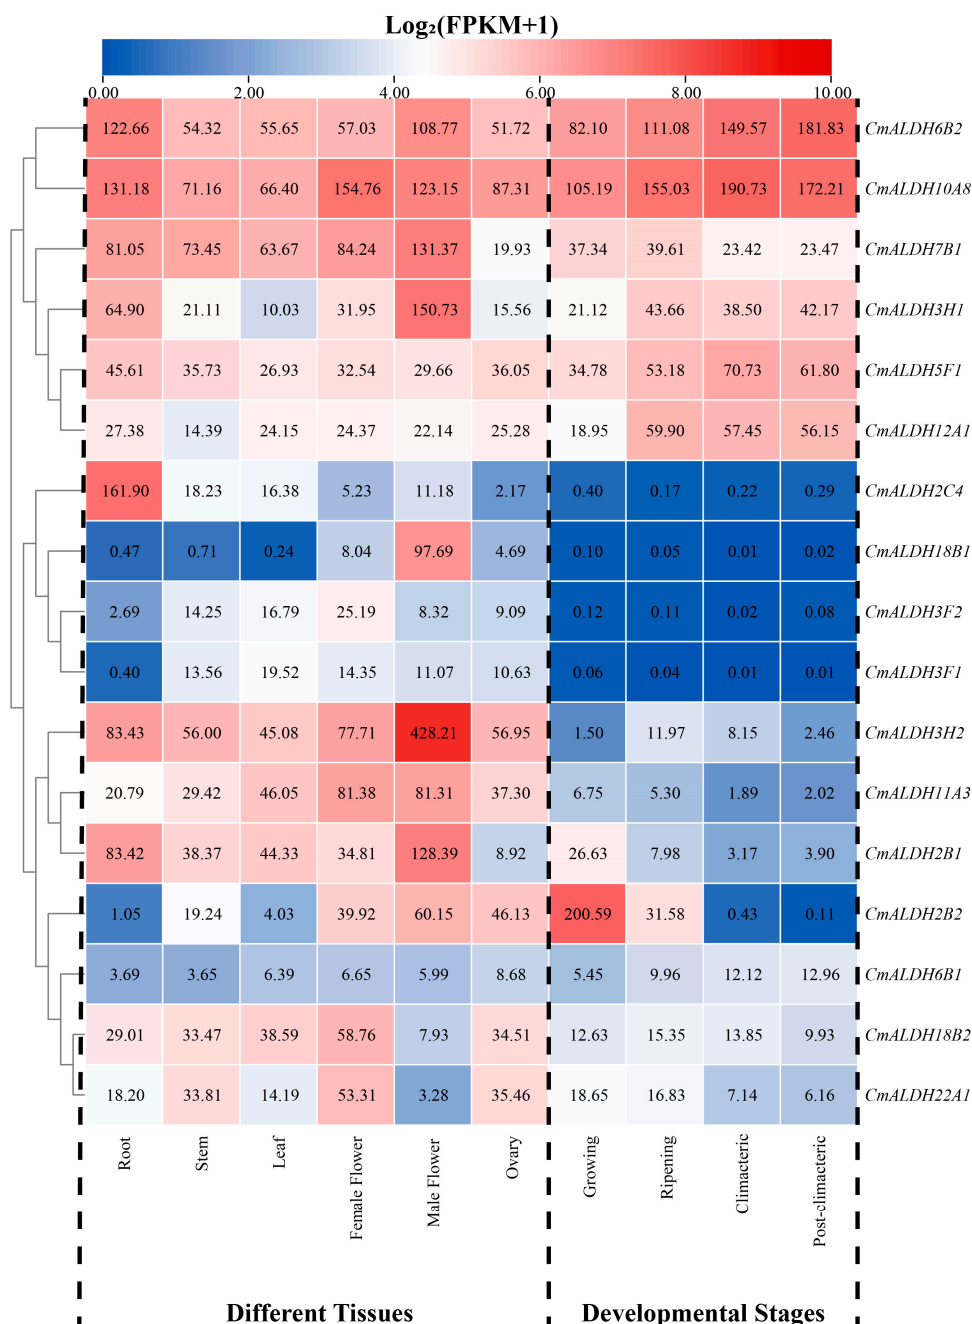 Log₂(FPKM+1)
0.00 2.00 4.00 6.00 8.00 10.00
122.66 54.32 55.65 57.03 108.77 51.72 82.10 111.08 149.57 181.83 CmALDH6B2
131.18 71.16 66.40 154.76 123.15 87.31 105.19 155.03 190.73 172.21 CmALDH10A8
81.05 73.45 63.67 84.24 131.37 19.93 37.34 39.61 23.42 23.47 CmALDH7B1
64.90 21.11 10.03 31.95 150.73 15.56 21.12 43.66 38.50 42.17 CmALDH3H1
45.61 35.73 26.93 32.54 29.66 36.05 34.78 53.18 70.73 61.80 CmALDH5F1
27.38 14.39 24.15 24.37 22.14 25.28 18.95 59.90 57.45 56.15 CmALDH12A1
161.90 18.23 16.38 5.23 11.18 2.17 0.40 0.17 0.22 0.29 CmALDH2C4
0.47 0.71 0.24 8.04 97.69 4.69 0.10 0.05 0.01 0.02 CmALDH18B1
2.69 14.25 16.79 25.19 8.32 9.09 0.12 0.11 0.02 0.08 CmALDH3F2
0.40 13.56 19.52 14.35 11.07 10.63 0.06 0.04 0.01 0.01 CmALDH3F1
83.43 56.00 45.08 77.71 428.21 56.95 1.50 11.97 8.15 2.46 CmALDH3H2
20.79 29.42 46.05 81.38 81.31 37.30 6.75 5.30 1.89 2.02 CmALDH11A3
83.42 38.37 44.33 34.81 128.39 8.92 26.63 7.98 3.17 3.90 CmALDH2B1
1.05 19.24 4.03 39.92 60.15 46.13 200.59 31.58 0.43 0.11 CmALDH2B2
3.69 3.65 6.39 6.65 5.99 8.68 5.45 9.96 12.12 12.96 CmALDH6B1
29.01 33.47 38.59 58.76 7.93 34.51 12.63 15.35 13.85 9.93 CmALDH18B2
18.20 33.81 14.19 53.31 3.28 35.46 18.65 16.83 7.14 6.16 CmALDH22A1
Root
Stem
Leaf
Female Flower
Male Flower
Ovary
Growing
Ripening
Climacteric
Post-climacteric
Different Tissues Developmental Stages